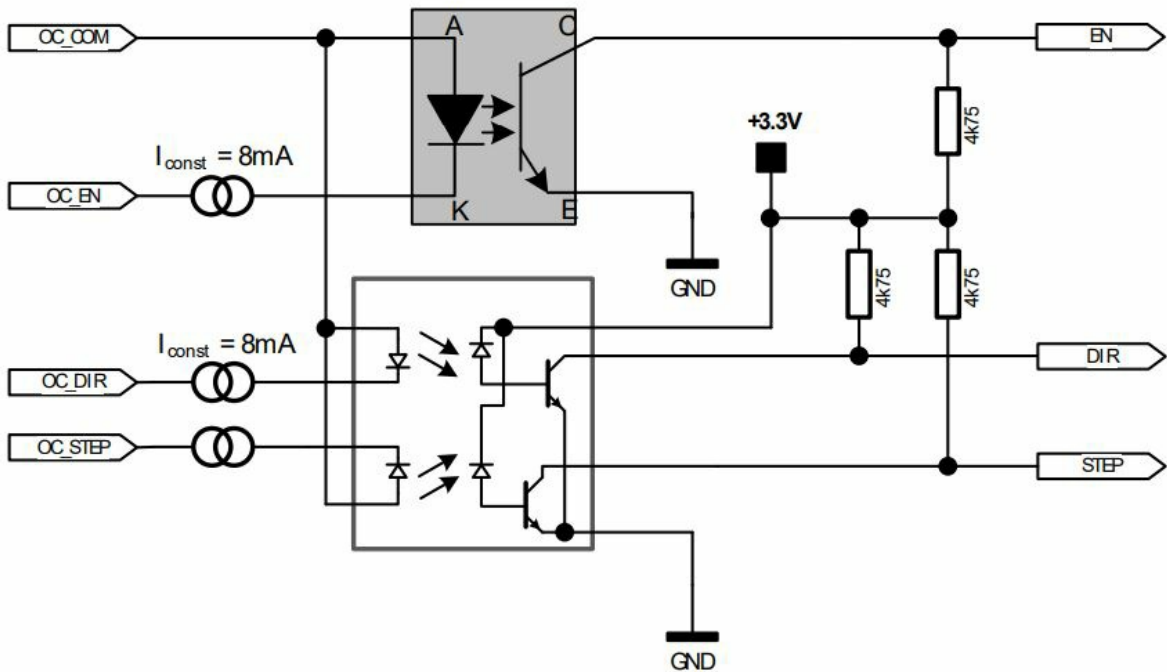 OC_COM
A
C
EN
+3.3V
4k75
Iconst = 8mA
OC_EN
K
E
GND
4k75
4k75
Iconst = 8mA
DIR
OC_DIR
OC_STEP
STEP
GND